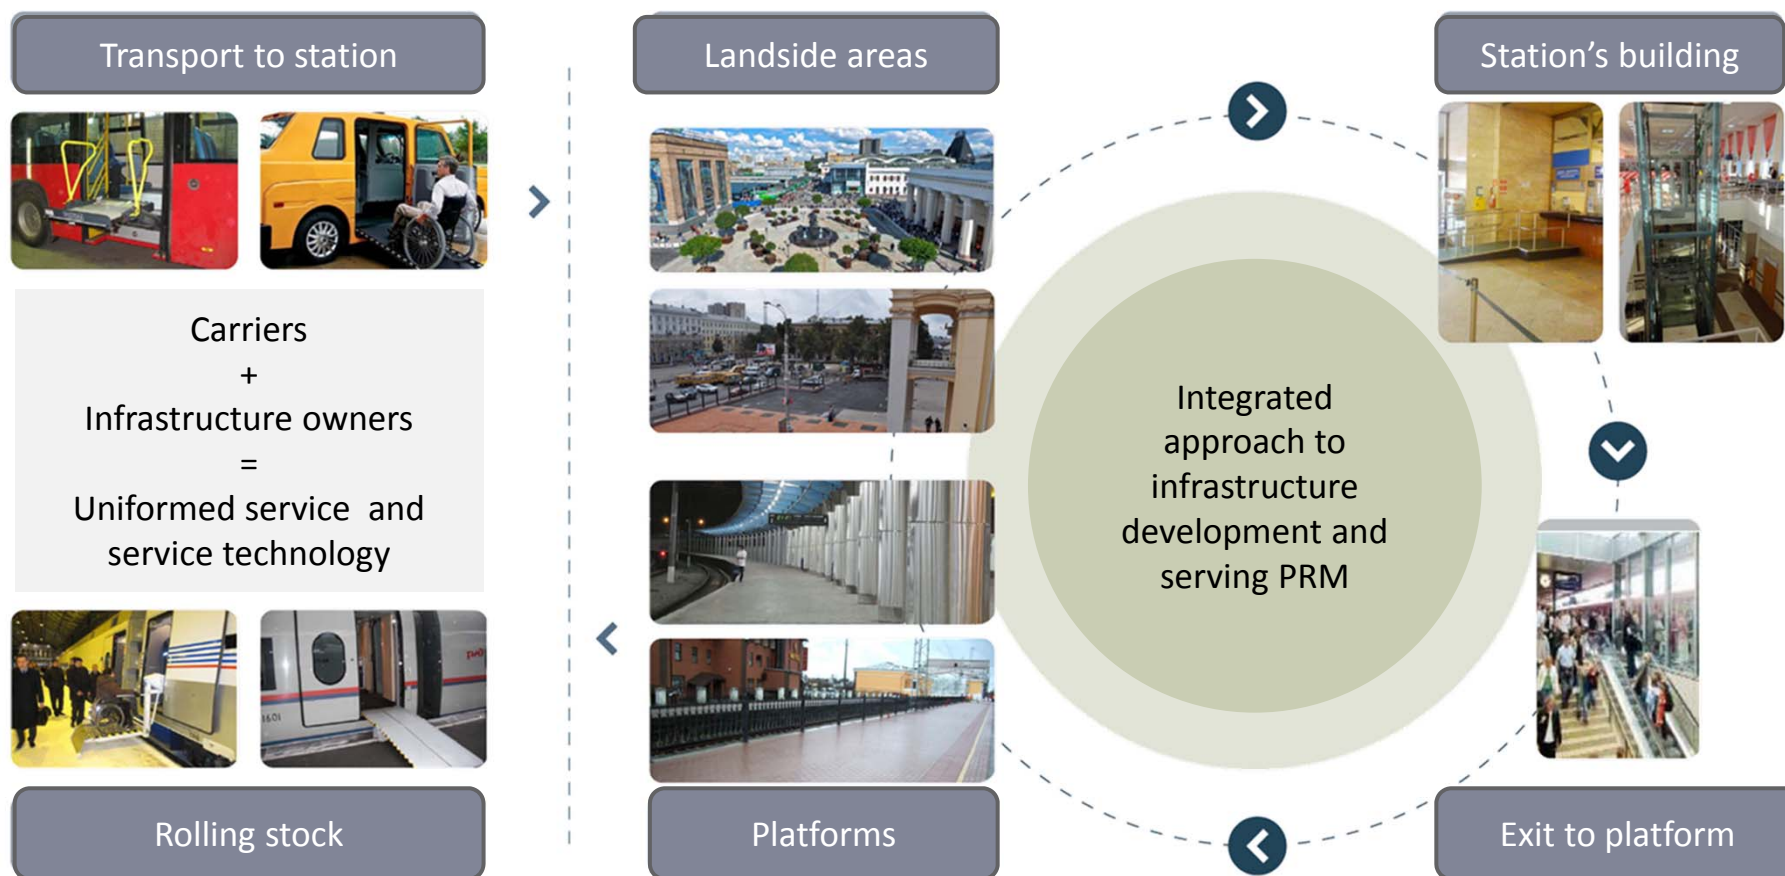 Transport to station
Landside areas
Station's building
Carriers
+
Infrastructure owners
=
Uniformed service and
service technology
Integrated
approach to
infrastructure
development and
serving PRM
1601
Rolling stock
Platforms
Exit to platform